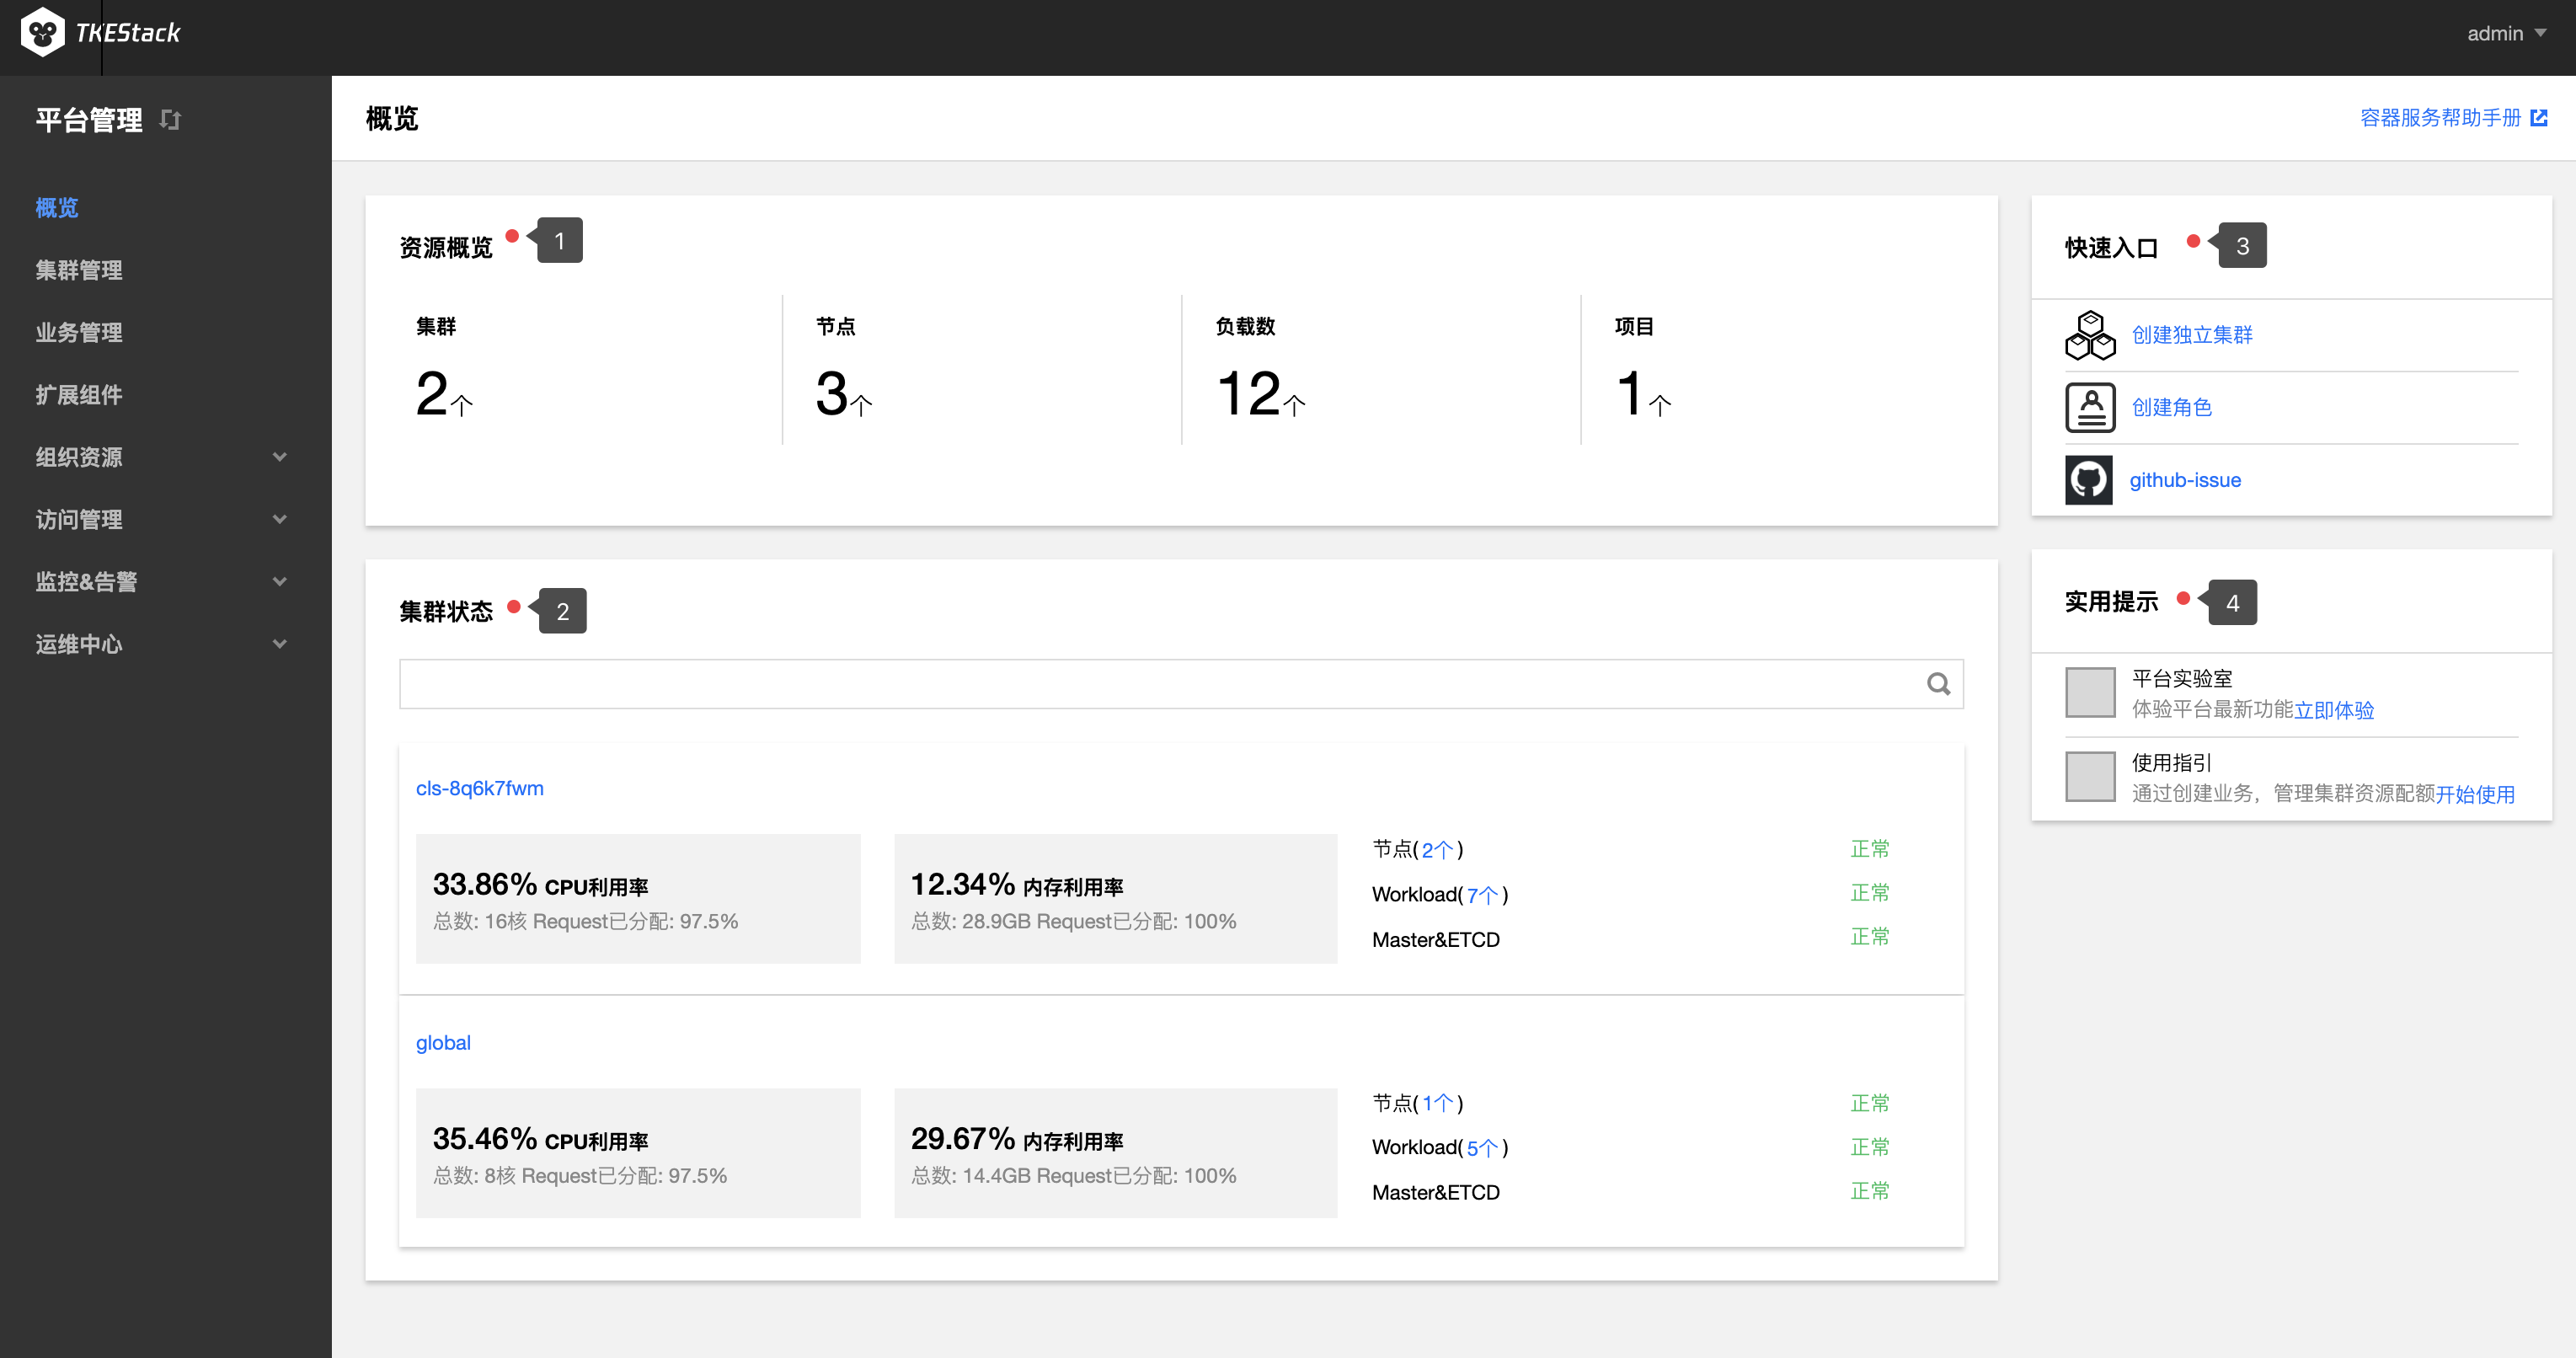 TKEStack
admin
平台管理
概览
集群管理
业务管理
扩展组件
组织资源
访问管理
监控&告警
运维中心
概览
容器服务帮助手册
资源概览
1
集群
2个
节点
3个
负载数
12个
项目
1个
集群状态
2
cls-8q6k7fwm
33.86% CPU利用率
总数: 16核 Request已分配: 97.5%
12.34% 内存利用率
总数: 28.9GB Request已分配: 100%
节点(2个) 正常
Workload(7个) 正常
Master&ETCD 正常
global
35.46% CPU利用率
总数: 8核 Request已分配: 97.5%
29.67% 内存利用率
总数: 14.4GB Request已分配: 100%
节点(1个) 正常
Workload(5个) 正常
Master&ETCD 正常
快速入口
3
创建独立集群
创建角色
github-issue
实用提示
4
平台实验室
体验平台最新功能立即体验
使用指引
通过创建业务，管理集群资源配额开始使用